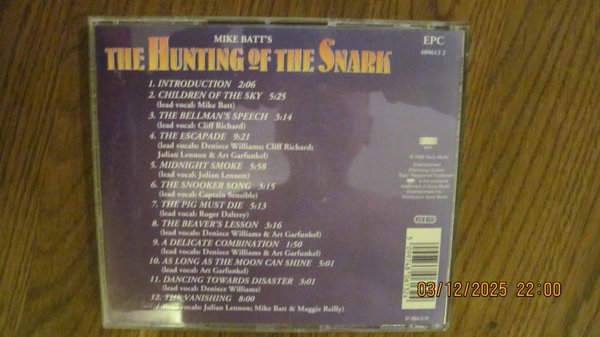 MIKE BATT'S
THE HUNTING OF THE SNARK
EPC
1. INTRODUCTION 2:06
2. CHILDREN OF THE SKY 5:25
(lead vocal: Mike Batt)
3. THE BELLMAN'S SPEECH 3:14
(lead vocal: Cliff Richard)
4. THE ESCAPADE 9:21
(lead vocals: Deniece Williams; Cliff Richard;
Julian Lennon & Art Garfunkel)
5. MIDNIGHT SMOKE 5:58
(lead vocal: Julian Lennon)
6. THE SNOOKER SONG 3:15
(lead vocal: Captain Sensible)
7. THE PIG MUST DIE 5:13
(lead vocal: Roger Daltrey)
8. THE BEAVER'S LESSON 3:16
(lead vocals: Deniece Williams & Art Garfunkel)
9. A DELICATE COMBINATION 1:50
(lead vocals: Deniece Williams & Art Garfunkel)
10. AS LONG AS THE MOON CAN SHINE 5:01
(lead vocal: Art Garfunkel)
11. DANCING TOWARDS DISASTER 3:01
(lead vocal: Deniece Williams)
12. THE VANISHING 8:00
(lead vocals: Julian Lennon; Mike Batt & Maggie Reilly)
Sony Music
Entertainment
03/12/2025 22:00